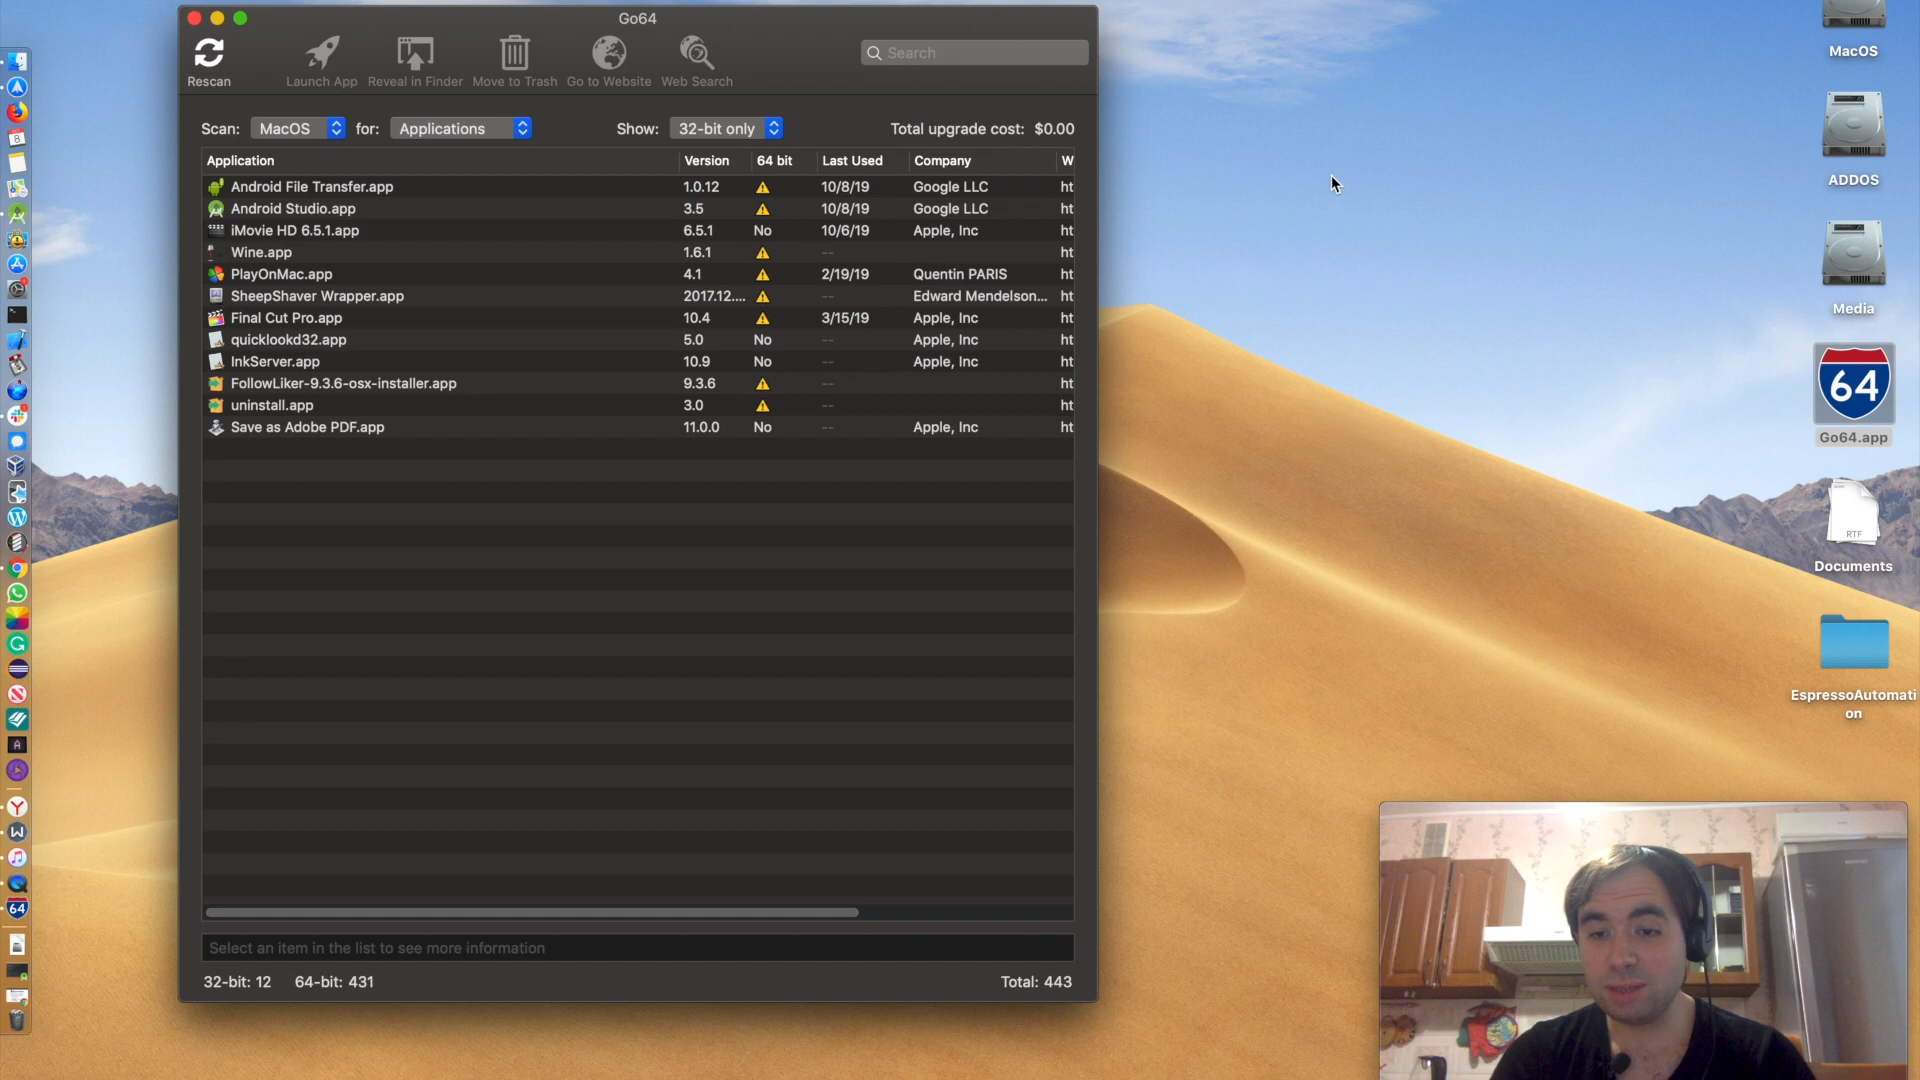 Go64
Rescan
Launch App
Reveal in Finder
Move to Trash
Go to Website
Web Search
Search
Scan: MacOS for: Applications Show: 32-bit only Total upgrade cost: $0.00
Application Version 64 bit Last Used Company W
Android File Transfer.app 1.0.12 10/8/19 Google LLC ht
Android Studio.app 3.5 10/8/19 Google LLC ht
iMovie HD 6.5.1.app 6.5.1 No 10/6/19 Apple, Inc ht
Wine.app 1.6.1 -- ht
PlayOnMac.app 4.1 2/19/19 Quentin PARIS ht
SheepShaver Wrapper.app 2017.12.... -- Edward Mendelson... ht
Final Cut Pro.app 10.4 3/15/19 Apple, Inc ht
quicklookd32.app 5.0 No -- Apple, Inc ht
InkServer.app 10.9 No -- Apple, Inc ht
FollowLiker-9.3.6-osx-installer.app 9.3.6 -- ht
uninstall.app 3.0 -- ht
Save as Adobe PDF.app 11.0.0 No -- Apple, Inc ht
Select an item in the list to see more information
32-bit: 12 64-bit: 431 Total: 443
MacOS
ADDOS
Media
64
Go64.app
RTF
Documents
EspressoAutomati
on
8
64